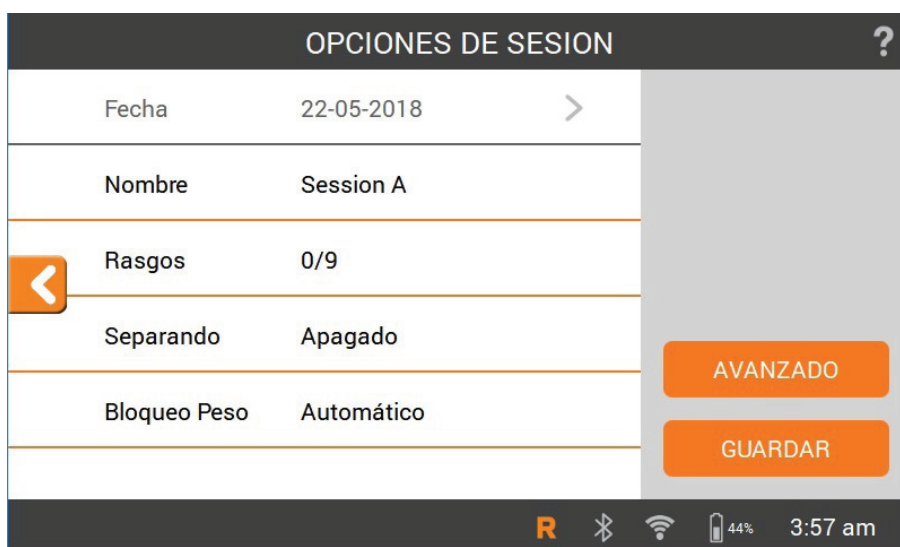 OPCIONES DE SESION ?
Fecha 22-05-2018
Nombre Session A
Rasgos 0/9
Separando Apagado
Bloqueo Peso Automático
AVANZADO
GUARDAR
R 44% 3:57 am